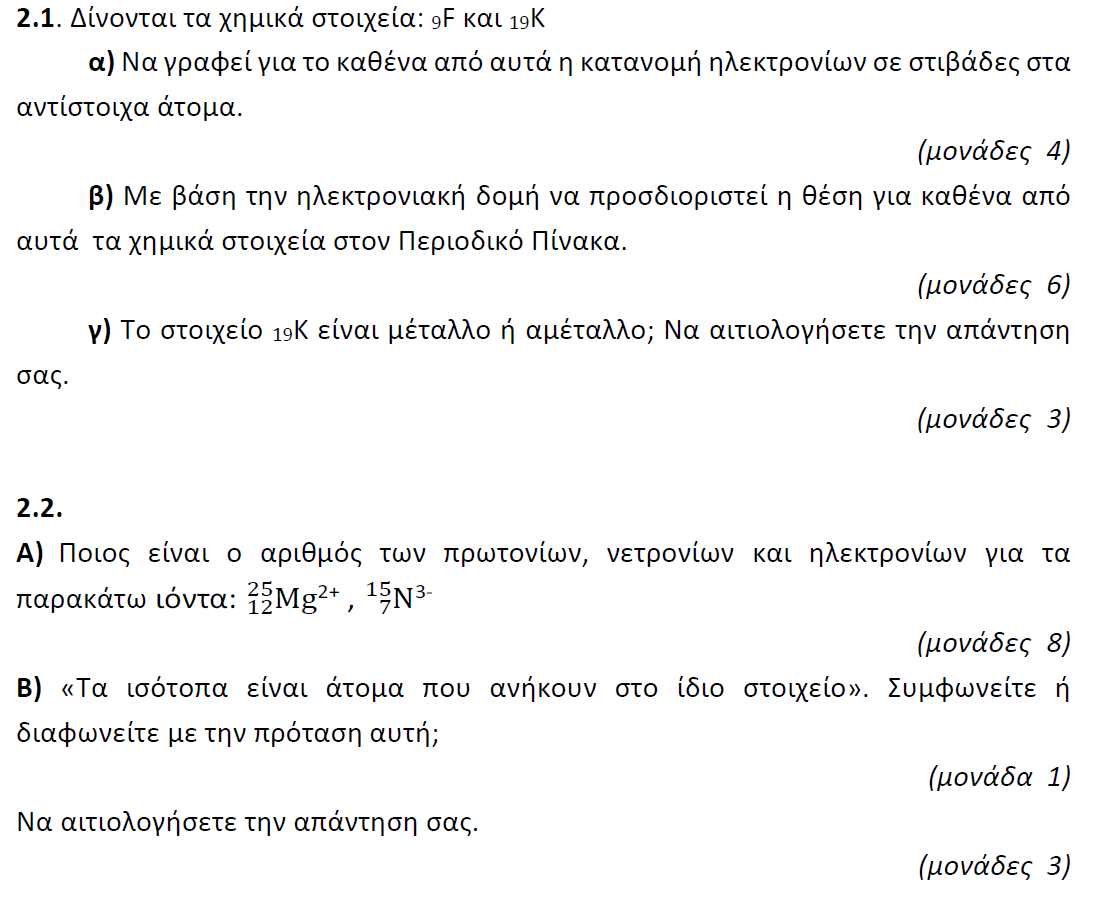 2.1. Δίνονται τα χημικά στοιχεία: ₉F και ₁₉K
α) Να γραφεί για το καθένα από αυτά η κατανομή ηλεκτρονίων σε στιβάδες στα
αντίστοιχα άτομα.
(μονάδες 4)
β) Με βάση την ηλεκτρονιακή δομή να προσδιοριστεί η θέση για καθένα από
αυτά τα χημικά στοιχεία στον Περιοδικό Πίνακα.
(μονάδες 6)
γ) Το στοιχείο ₁₉K είναι μέταλλο ή αμέταλλο; Να αιτιολογήσετε την απάντηση
σας.
(μονάδες 3)
2.2.
Α) Ποιος είναι ο αριθμός των πρωτονίων, νετρονίων και ηλεκτρονίων για τα
παρακάτω ιόντα: ²⁵₁₂Mg²⁺ , ¹⁵₇N³⁻
(μονάδες 8)
Β) «Τα ισότοπα είναι άτομα που ανήκουν στο ίδιο στοιχείο». Συμφωνείτε ή
διαφωνείτε με την πρόταση αυτή;
(μονάδα 1)
Να αιτιολογήσετε την απάντηση σας.
(μονάδες 3)